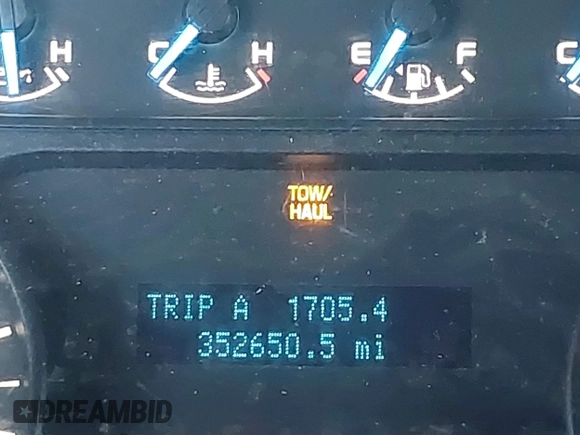 H
C H
E F
C
TOW/
HAUL
TRIP A 1705.4
352650.5 mi
DREAMBID